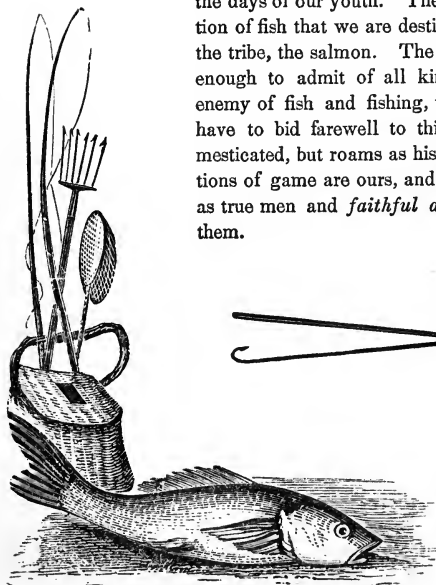 the days of our youth. The
tion of fish that we are desti
the tribe, the salmon. The
enough to admit of all kin
enemy of fish and fishing,
have to bid farewell to thi
mesticated, but roams as his
tions of game are ours, and
as true men and faithful a
them.